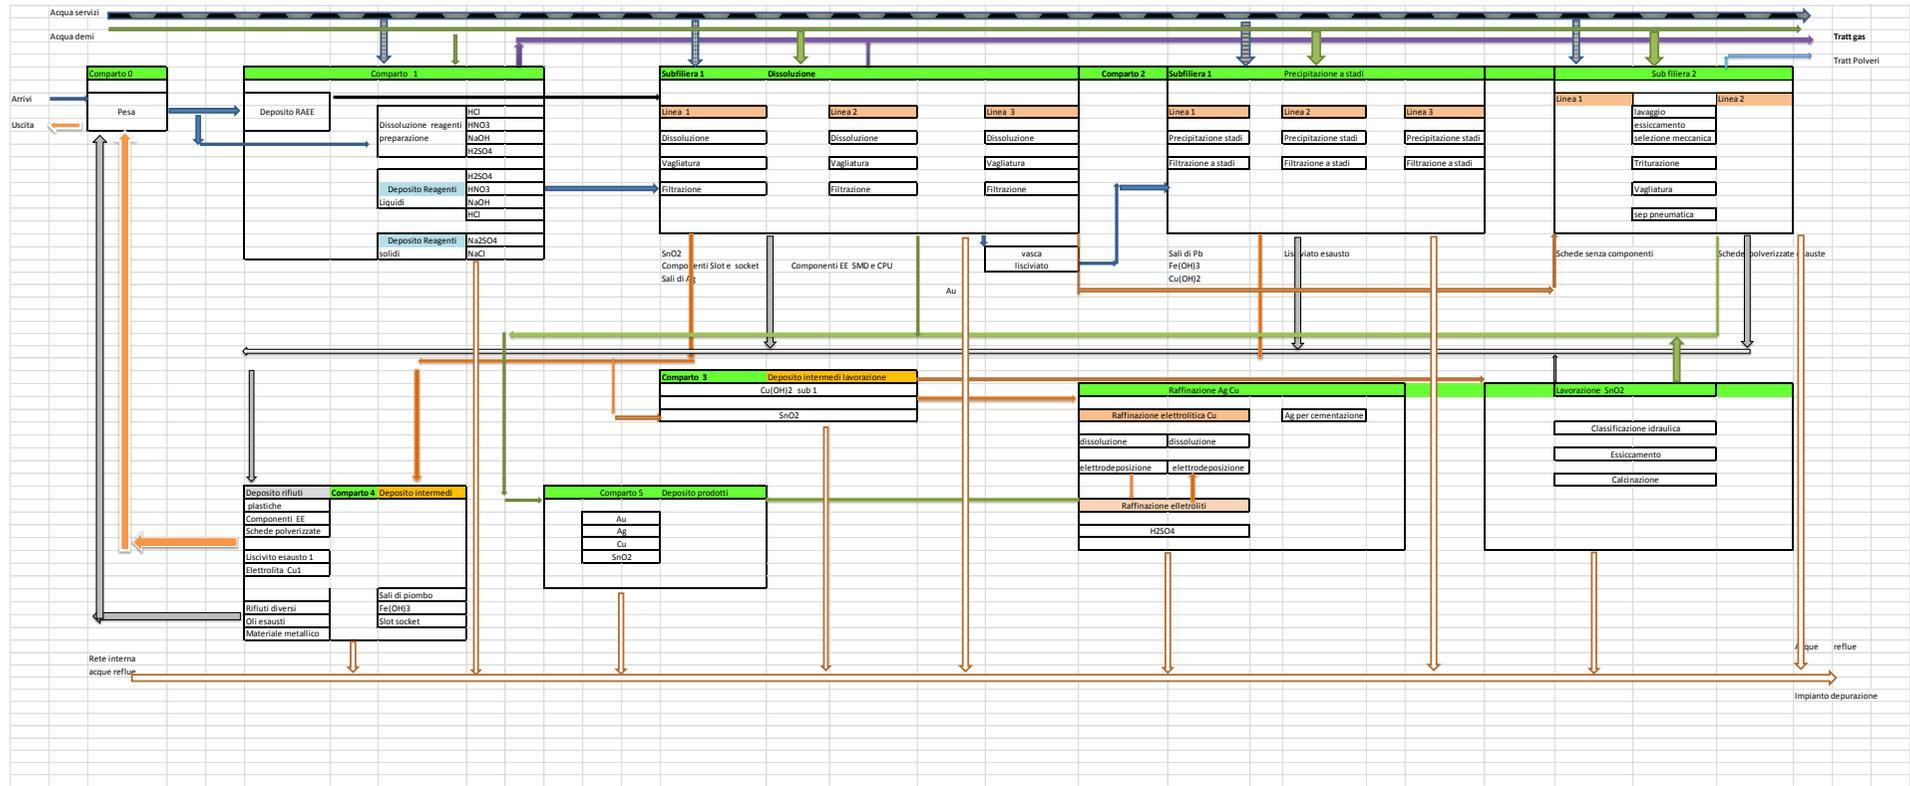 Acqua servizi
Acqua demi
Tratt gas
Tratt Polveri
Comparto 0
Comparto 1
Subfiliera 1 Dissoluzione
Comparto 2
Subfiliera 1 Precipitazione a stadi
Sub filiera 2
Arrivi
Uscita
Pesa
Deposito RAEE
Dissoluzione reagenti
preparazione
HCl
HNO3
NaOH
H2SO4
Deposito Reagenti
Liquidi
H2SO4
HNO3
NaOH
HCl
Deposito Reagenti
solidi
Na2SO4
NaCl
Linea 1
Dissoluzione
Vagliatura
Filtrazione
Linea 2
Dissoluzione
Vagliatura
Filtrazione
Linea 3
Dissoluzione
Vagliatura
Filtrazione
Linea 1
Precipitazione stadi
Filtrazione a stadi
Linea 2
Precipitazione stadi
Filtrazione a stadi
Linea 3
Precipitazione stadi
Filtrazione a stadi
Linea 1
Linea 2
lavaggio
essiccamento
selezione meccanica
Triturazione
Vagliatura
sep pneumatica
SnO2
Componenti Slot e socket
Sali di Ag
Componenti EE SMD e CPU
Au
vasca
lisciviato
Sali di Pb
Fe(OH)3
Cu(OH)2
Lisciviato esausto
Schede senza componenti
Schede polverizzate esauste
Comparto 3 Deposito intermedi lavorazione
Cu(OH)2 sub 1
SnO2
Raffinazione Ag Cu
Raffinazione elettrolitica Cu
Ag per cementazione
dissoluzione
dissoluzione
elettrodeposizione
elettrodeposizione
Raffinazione elletroliti
H2SO4
Lavorazione SnO2
Classificazione idraulica
Essiccamento
Calcinazione
Deposito rifiuti
Comparto 4
Deposito intermedi
plastiche
Componenti EE
Schede polverizzate
Liscivito esausto 1
Elettrolita Cu1
Rifiuti diversi
Oli esausti
Materiale metallico
Sali di piombo
Fe(OH)3
Slot socket
Comparto 5 Deposito prodotti
Au
Ag
Cu
SnO2
Rete interna
acque reflue
Acque reflue
Impianto depurazione